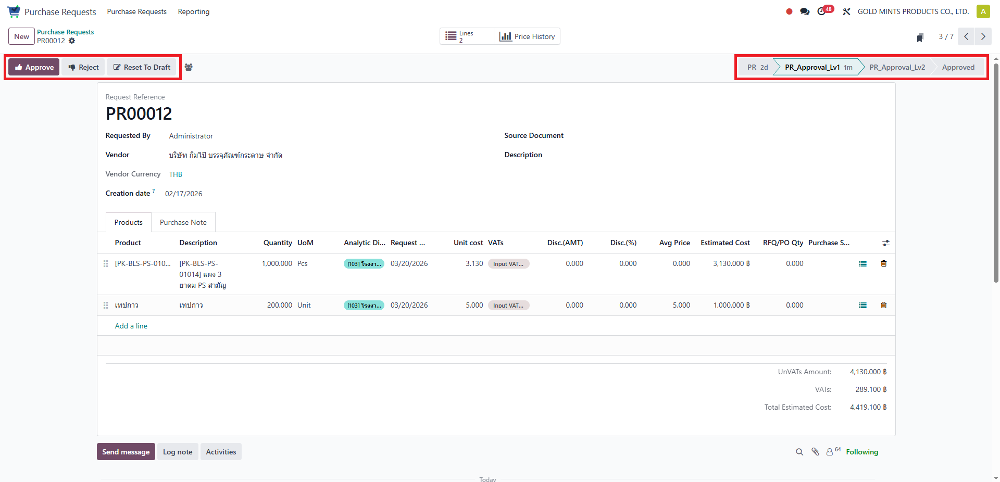 Purchase Requests Purchase Requests Reporting 48 GOLD MINTS PRODUCTS CO., LTD. A
New Purchase Requests
PR00012
Lines
2
Price History
3 / 7
Approve Reject Reset To Draft
PR 2d PR_Approval_Lv1 1m PR_Approval_Lv2 Approved
Request Reference
PR00012
Requested By Administrator Source Document
Vendor บริษัท กิมไป๊ บรรจุภัณฑ์กระดาษ จำกัด Description
Vendor Currency THB
Creation date ? 02/17/2026
Products Purchase Note
Product Description Quantity UoM Analytic Di... Request ... Unit cost VATs Disc.(AMT) Disc.(%) Avg Price Estimated Cost RFQ/PO Qty Purchase S...
[PK-BLS-PS-010... [PK-BLS-PS- 1,000.000 Pcs [103] โรงงา... 03/20/2026 3.130 Input VAT... 0.000 0.000 0.000 3,130.000 ฿ 0.000
01014] แผง 3
ยาดม PS สามัญ
เทปกาว เทปกาว 200.000 Unit [103] โรงงา... 03/20/2026 5.000 Input VAT... 0.000 0.000 5.000 1,000.000 ฿ 0.000
Add a line
UnVATs Amount: 4,130.000 ฿
VATs: 289.100 ฿
Total Estimated Cost: 4,419.100 ฿
Send message Log note Activities 64 Following
Today